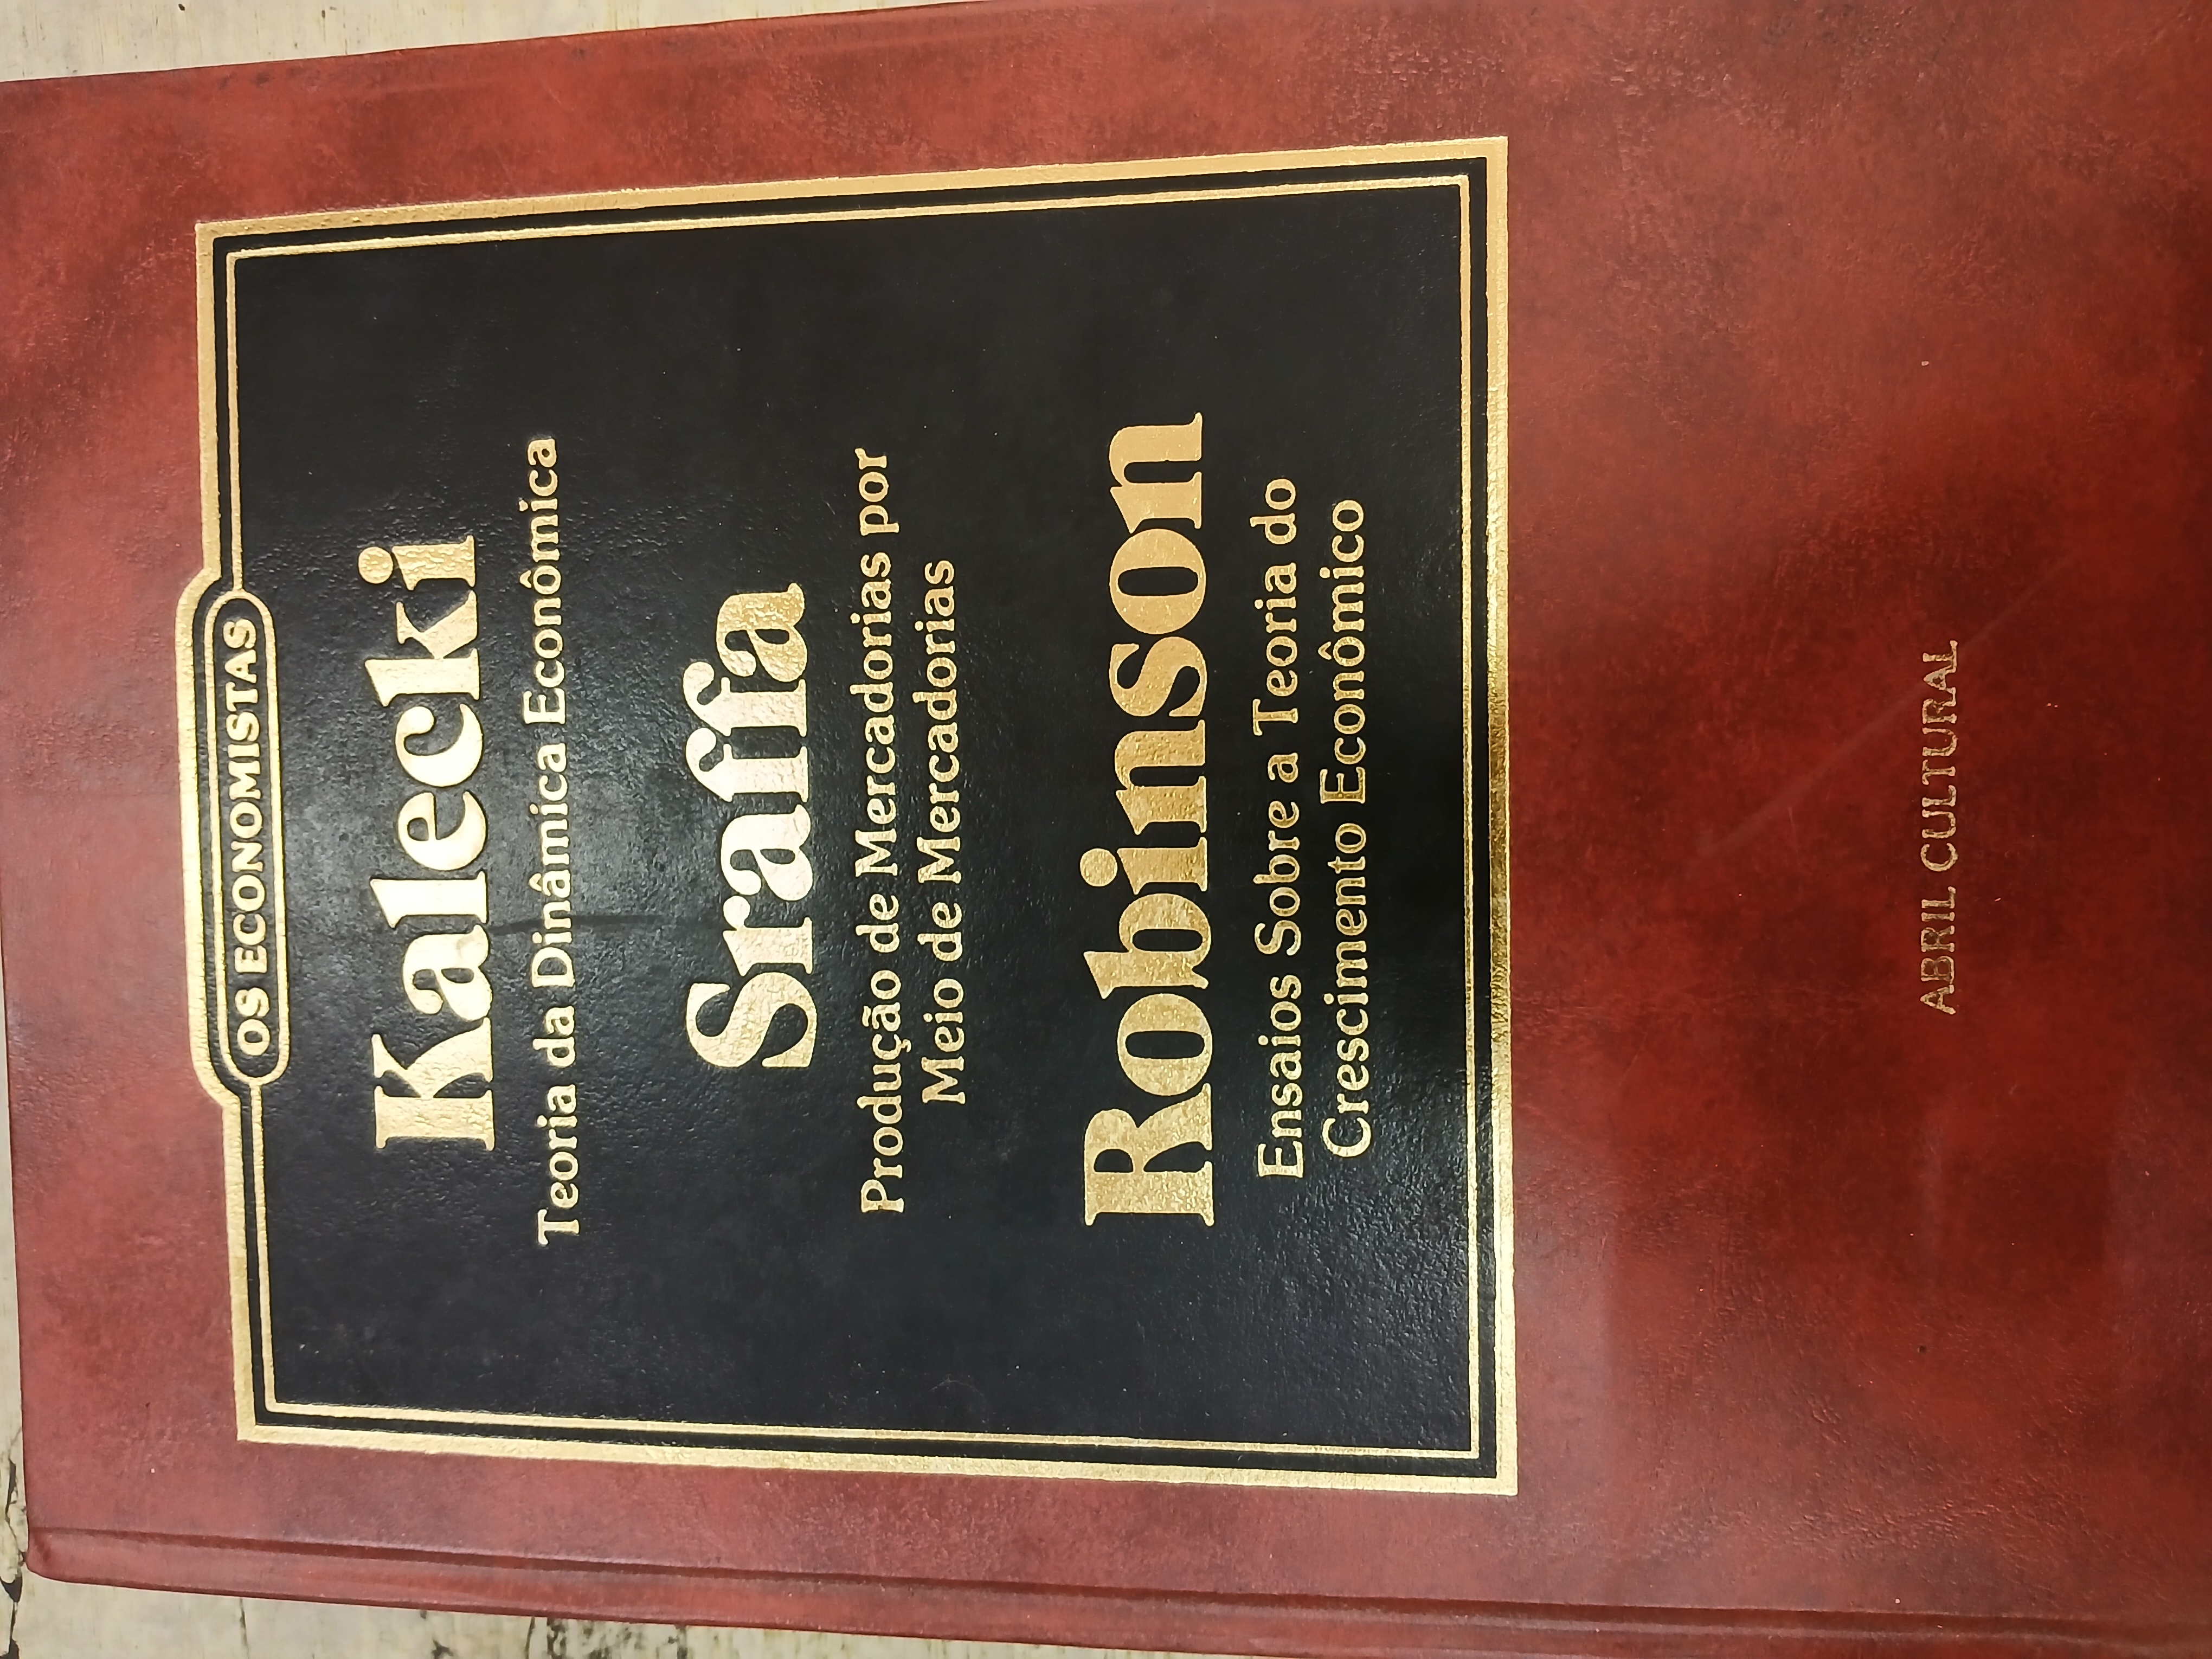 OS ECONOMISTAS
Kalecki
Teoria da Dinâmica Econômica
Sraffa
Produção de Mercadorias por
Meio de Mercadorias
Robinson
Ensaios Sobre a Teoria do
Crescimento Econômico
ABRIL CULTURAL